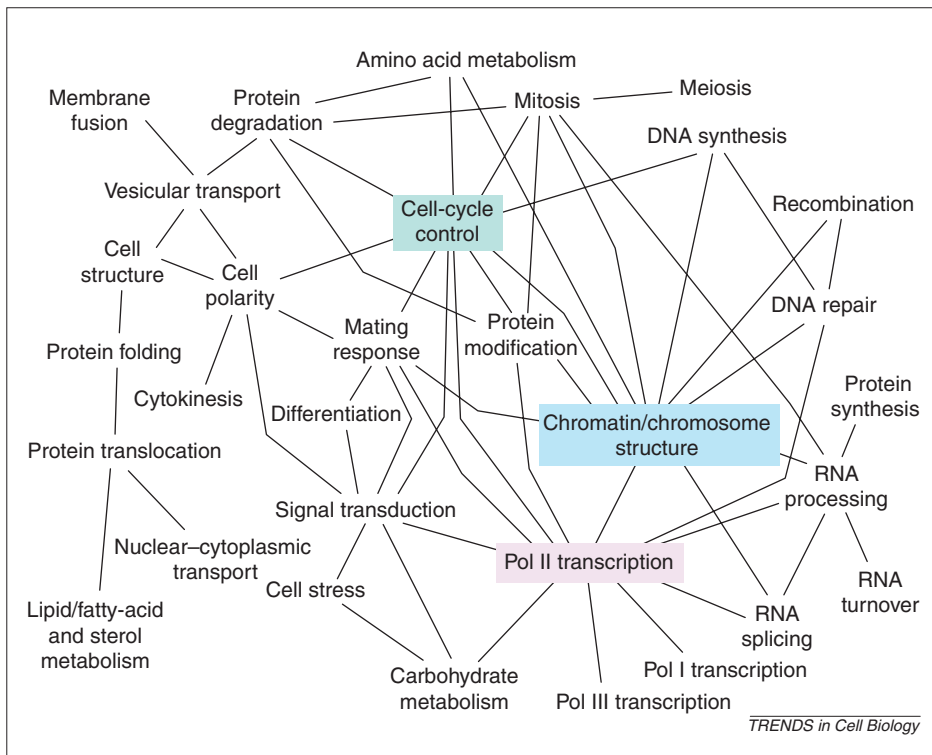 Amino acid metabolism
Membrane
fusion
Protein
degradation
Mitosis
Meiosis
DNA synthesis
Vesicular transport
Cell-cycle
control
Recombination
Cell
structure
Cell
polarity
DNA repair
Mating
response
Protein
modification
Protein folding
Cytokinesis
Differentiation
Protein
synthesis
Chromatin/chromosome
structure
Protein translocation
RNA
processing
Signal transduction
Nuclear–cytoplasmic
transport
Pol II transcription
Cell stress
RNA
turnover
Lipid/fatty-acid
and sterol
metabolism
RNA
splicing
Carbohydrate
metabolism
Pol I transcription
Pol III transcription
TRENDS in Cell Biology